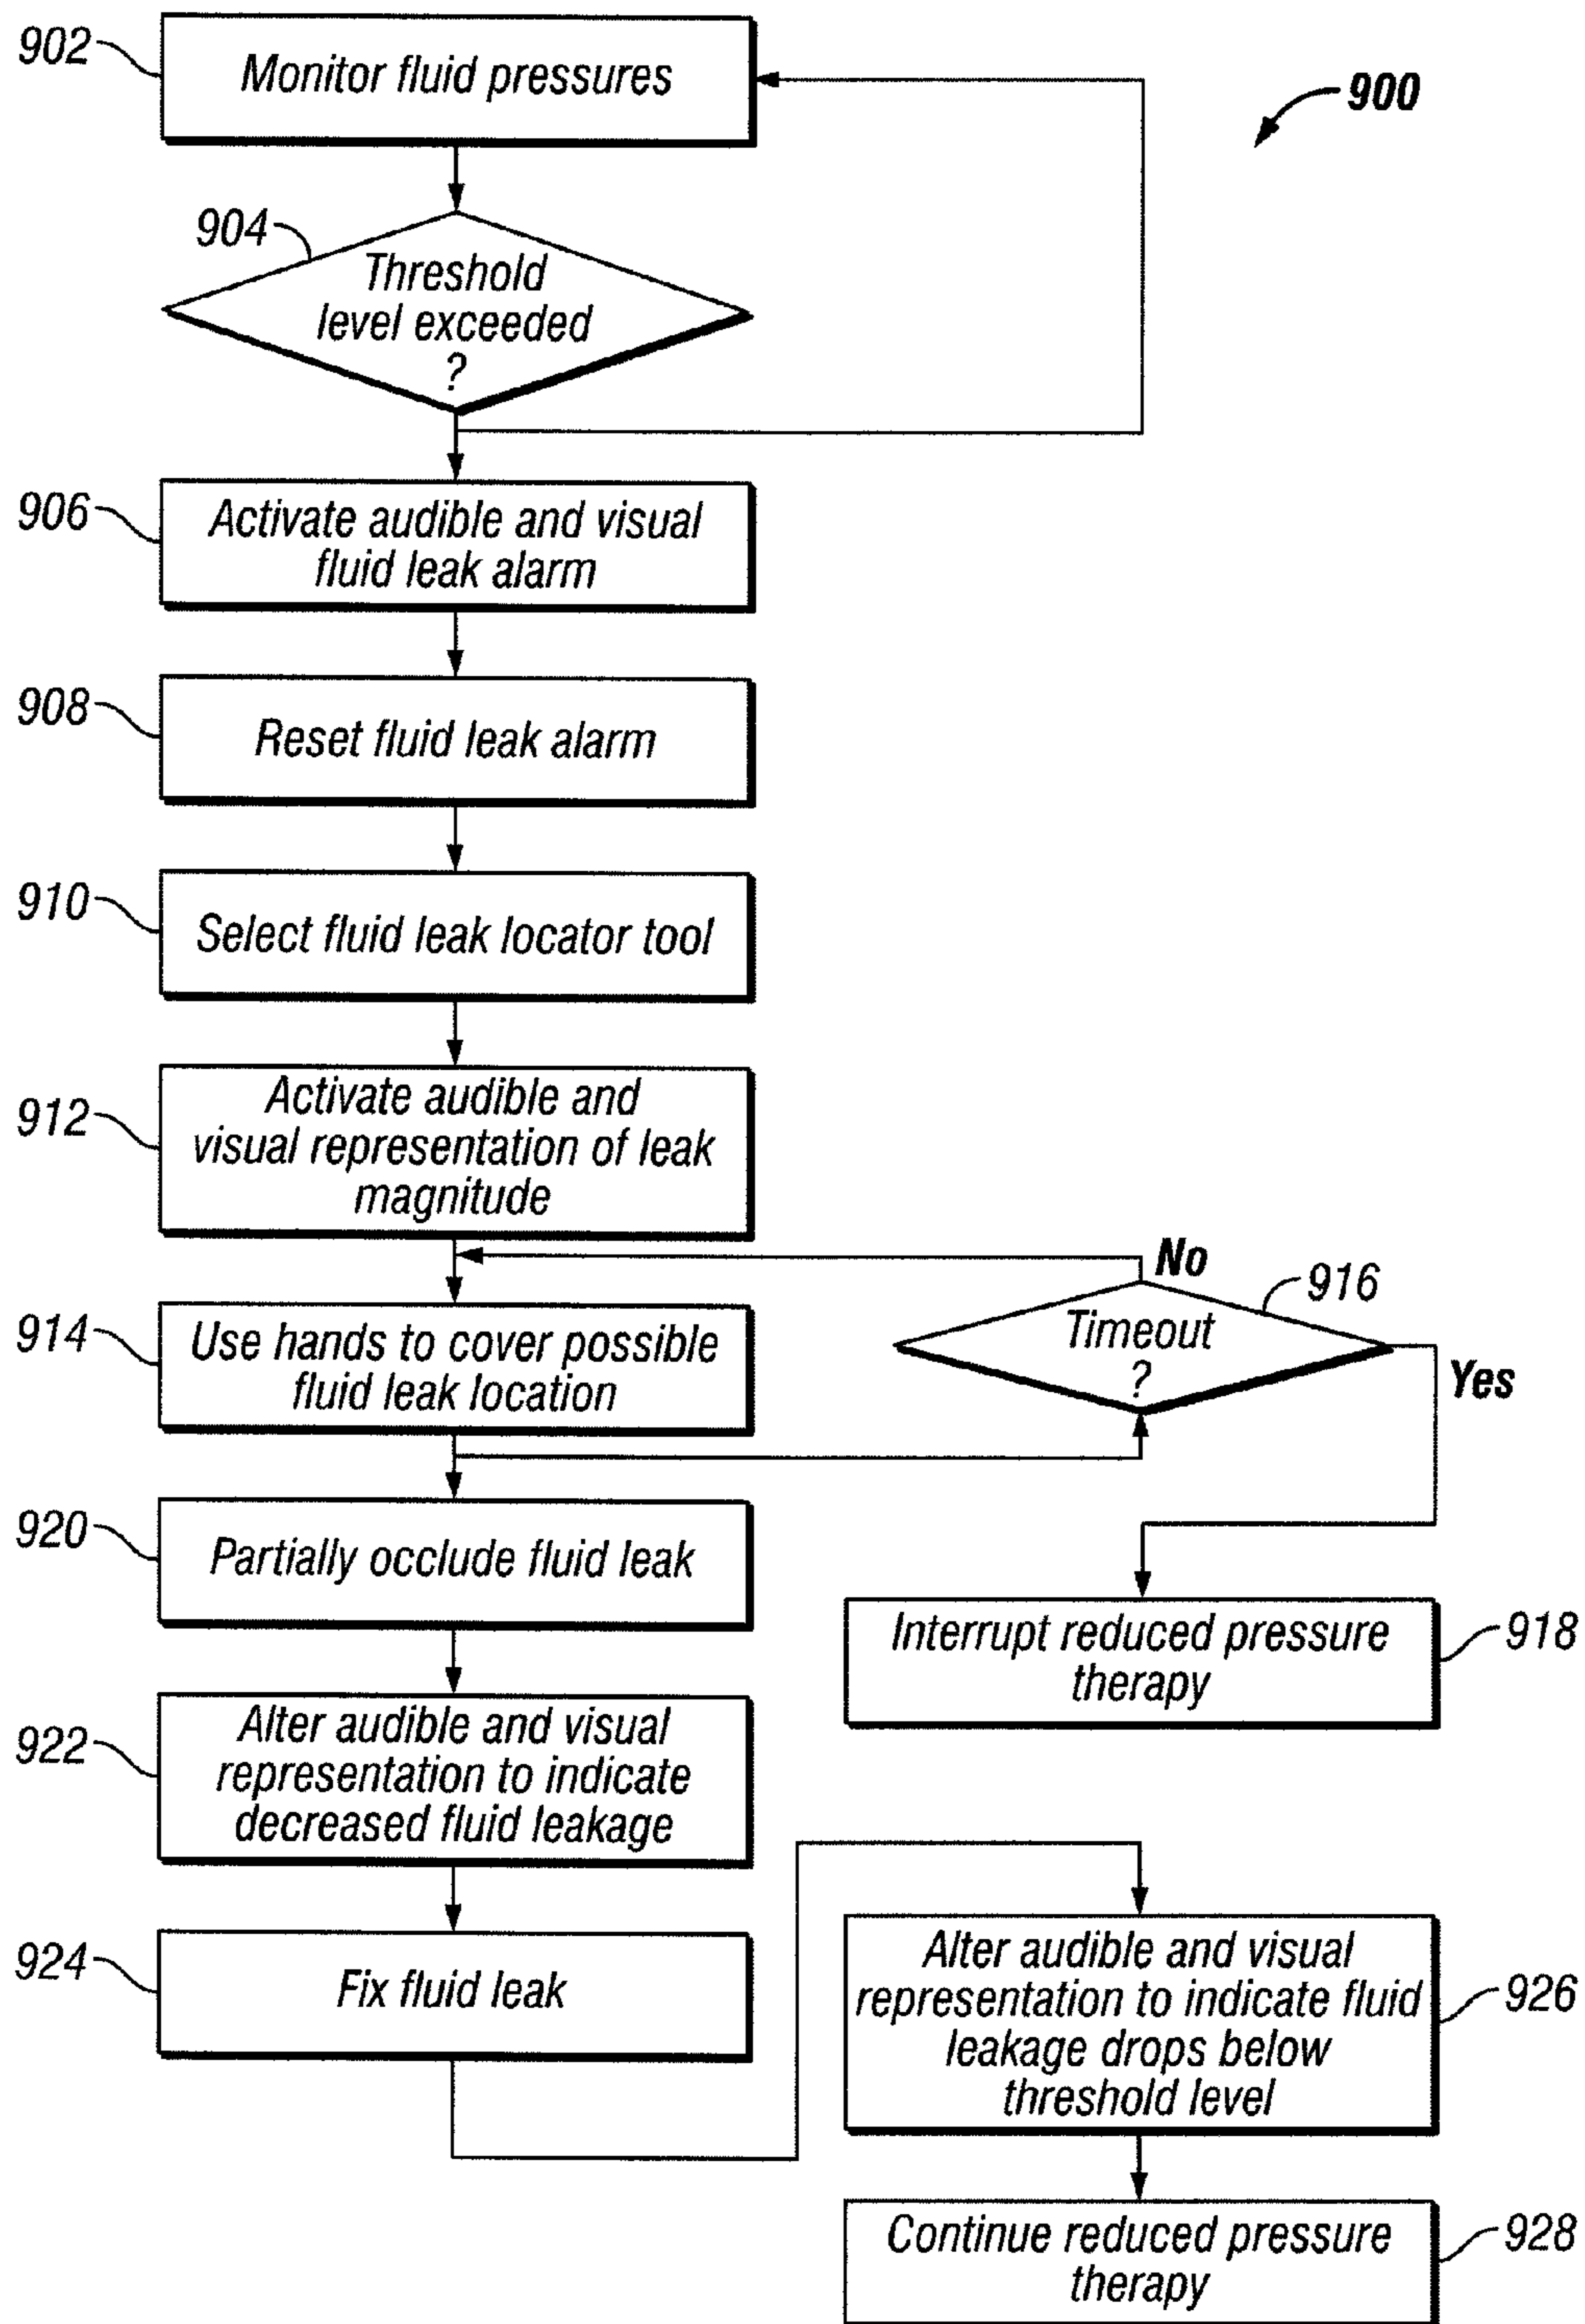 902
Monitor fluid pressures
900
904
Threshold
level exceeded
?
906
Activate audible and visual
fluid leak alarm
908
Reset fluid leak alarm
910
Select fluid leak locator tool
912
Activate audible and
visual representation of leak
magnitude
No
916
Timeout
?
Yes
914
Use hands to cover possible
fluid leak location
920
Partially occlude fluid leak
Interrupt reduced pressure
therapy
918
922
Alter audible and visual
representation to indicate
decreased fluid leakage
924
Fix fluid leak
Alter audible and visual
representation to indicate fluid
leakage drops below
threshold level
926
Continue reduced pressure
therapy
928